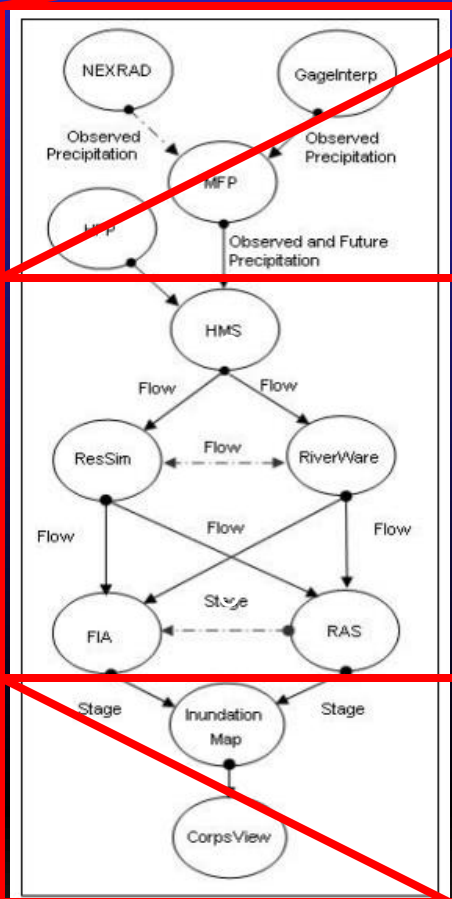 NEXRAD
GageInterp
Observed
Precipitation
Observed
Precipitation
MFP
Observed and Future
Precipitation
HMS
Flow
Flow
ResSim
Flow
RiverWare
Flow
Flow
Flow
FIA
RAS
Stage
Inundation
Map
Stage
CorpsView